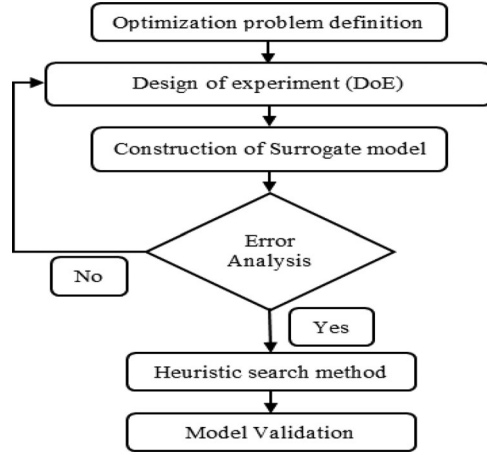 Optimization problem definition
Design of experiment (DoE)
Construction of Surrogate model
Error
Analysis
No
Yes
Heuristic search method
Model Validation